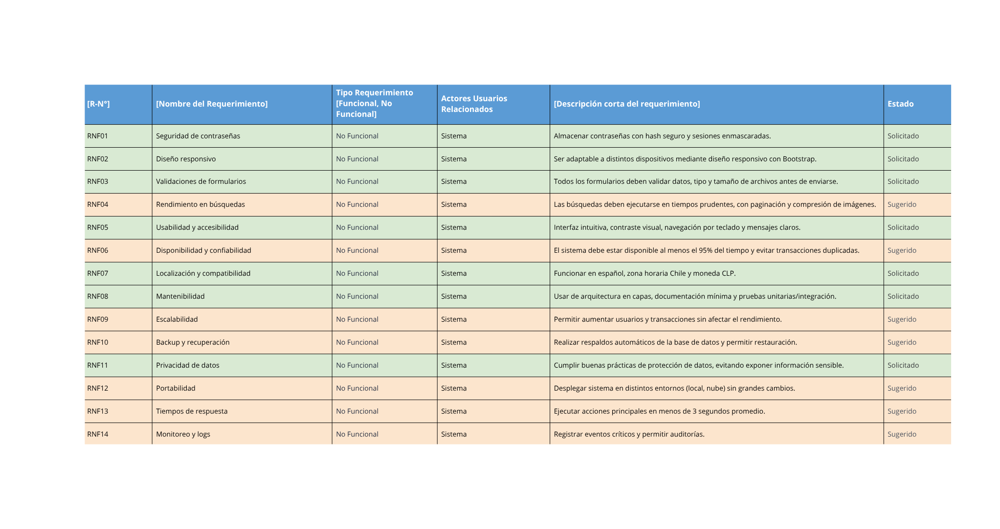 [R-N°] [Nombre del Requerimiento] Tipo Requerimiento [Funcional, No Funcional] Actores Usuarios Relacionados [Descripción corta del requerimiento] Estado
RNF01 Seguridad de contraseñas No Funcional Sistema Almacenar contraseñas con hash seguro y sesiones enmascaradas. Solicitado
RNF02 Diseño responsivo No Funcional Sistema Ser adaptable a distintos dispositivos mediante diseño responsivo con Bootstrap. Solicitado
RNF03 Validaciones de formularios No Funcional Sistema Todos los formularios deben validar datos, tipo y tamaño de archivos antes de enviarse. Solicitado
RNF04 Rendimiento en búsquedas No Funcional Sistema Las búsquedas deben ejecutarse en tiempos prudentes, con paginación y compresión de imágenes. Sugerido
RNF05 Usabilidad y accesibilidad No Funcional Sistema Interfaz intuitiva, contraste visual, navegación por teclado y mensajes claros. Solicitado
RNF06 Disponibilidad y confiabilidad No Funcional Sistema El sistema debe estar disponible al menos el 95% del tiempo y evitar transacciones duplicadas. Sugerido
RNF07 Localización y compatibilidad No Funcional Sistema Funcionar en español, zona horaria Chile y moneda CLP. Solicitado
RNF08 Mantenibilidad No Funcional Sistema Usar de arquitectura en capas, documentación mínima y pruebas unitarias/integración. Solicitado
RNF09 Escalabilidad No Funcional Sistema Permitir aumentar usuarios y transacciones sin afectar el rendimiento. Sugerido
RNF10 Backup y recuperación No Funcional Sistema Realizar respaldos automáticos de la base de datos y permitir restauración. Sugerido
RNF11 Privacidad de datos No Funcional Sistema Cumplir buenas prácticas de protección de datos, evitando exponer información sensible. Solicitado
RNF12 Portabilidad No Funcional Sistema Desplegar sistema en distintos entornos (local, nube) sin grandes cambios. Sugerido
RNF13 Tiempos de respuesta No Funcional Sistema Ejecutar acciones principales en menos de 3 segundos promedio. Sugerido
RNF14 Monitoreo y logs No Funcional Sistema Registrar eventos críticos y permitir auditorías. Sugerido